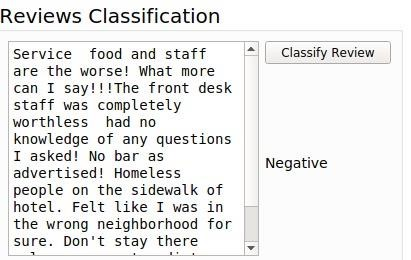 Reviews Classification
Service  food and staff
are the worse! What more
can I say!!!The front desk
staff was completely
worthless  had no
knowledge of any questions
I asked! No bar as
advertised! Homeless
people on the sidewalk of
hotel. Felt like I was in
the wrong neighborhood for
sure. Don't stay there
Classify Review
Negative